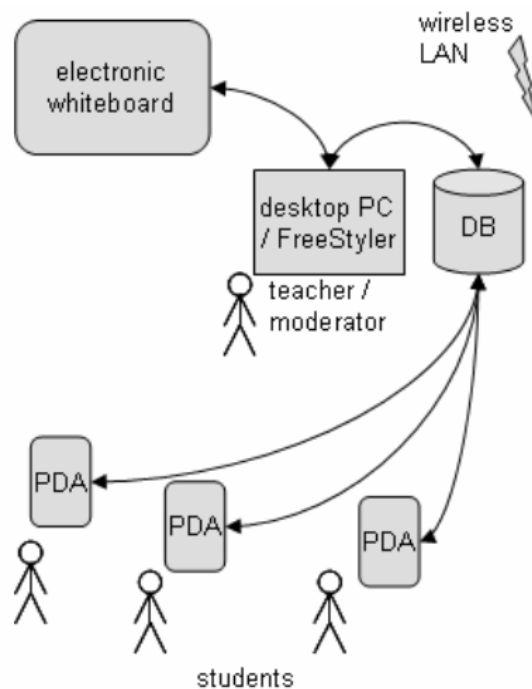 wireless
LAN
electronic
whiteboard
desktop PC
/ FreeStyler
DB
teacher /
moderator
PDA
PDA
PDA
students